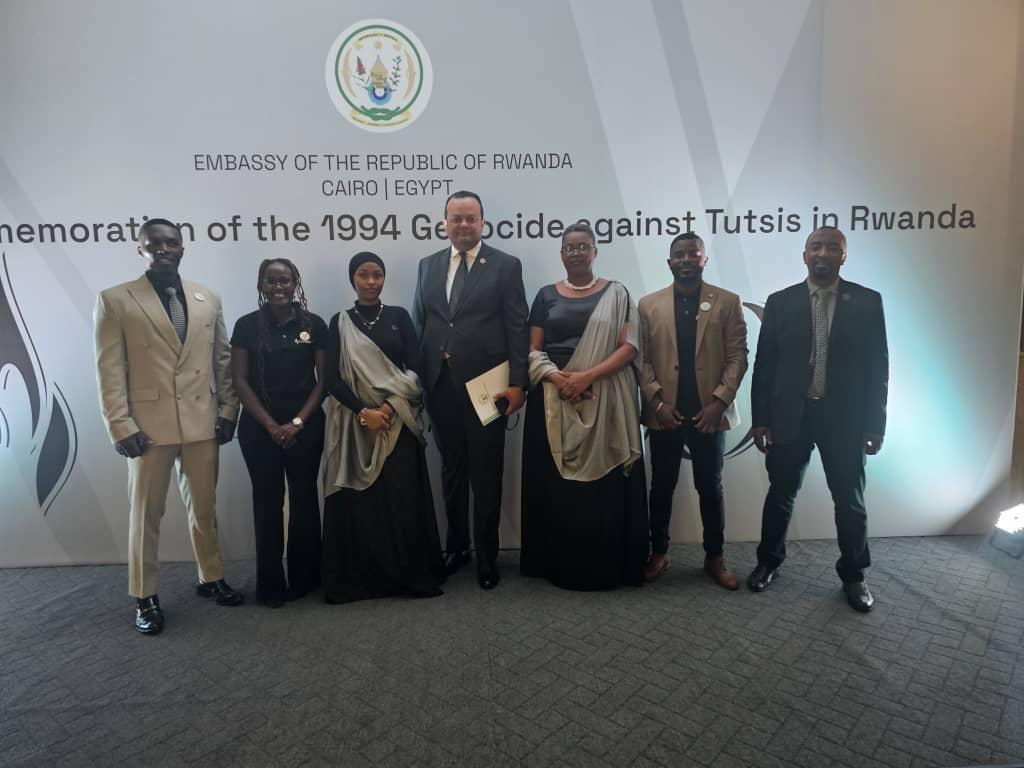 EMBASSY OF THE REPUBLIC OF RWANDA
CAIRO | EGYPT
of the 1994 against Tutsis in Rwanda